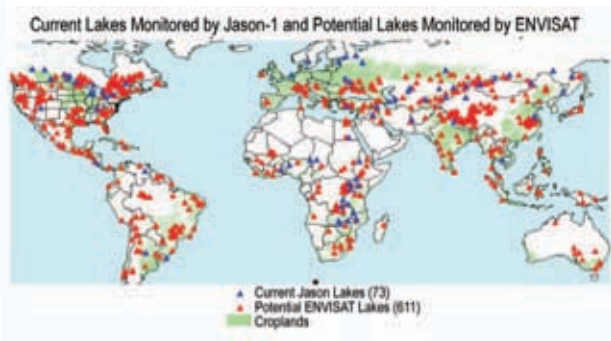 Current Lakes Monitored by Jason-1 and Potential Lakes Monitored by ENVISAT
Current Jason Lakes (73)
Potential ENVISAT Lakes (611)
Croplands